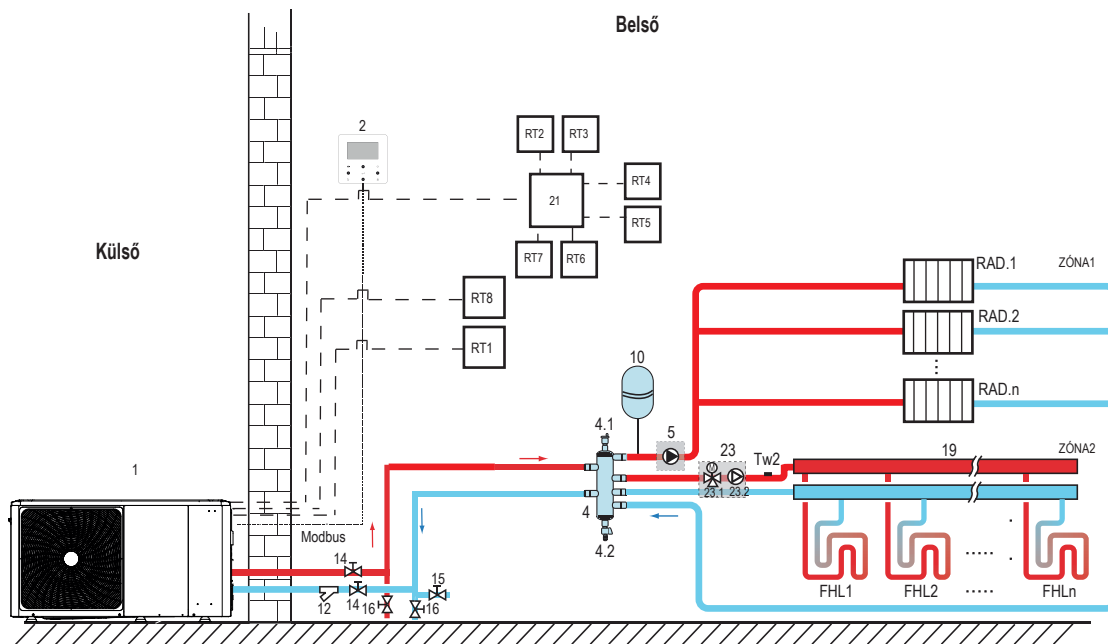 Belső
Külső
2
RT2
RT3
RT4
21
RT5
RT7
RT6
RT8
RT1
RAD.1
ZÓNA1
RAD.2
RAD.n
10
4.1
5
23
Tw2
19
ZÓNA2
23.1
23.2
4
4.2
1
Modbus
14
12
14
16
16
15
FHL1
FHL2
FHLn